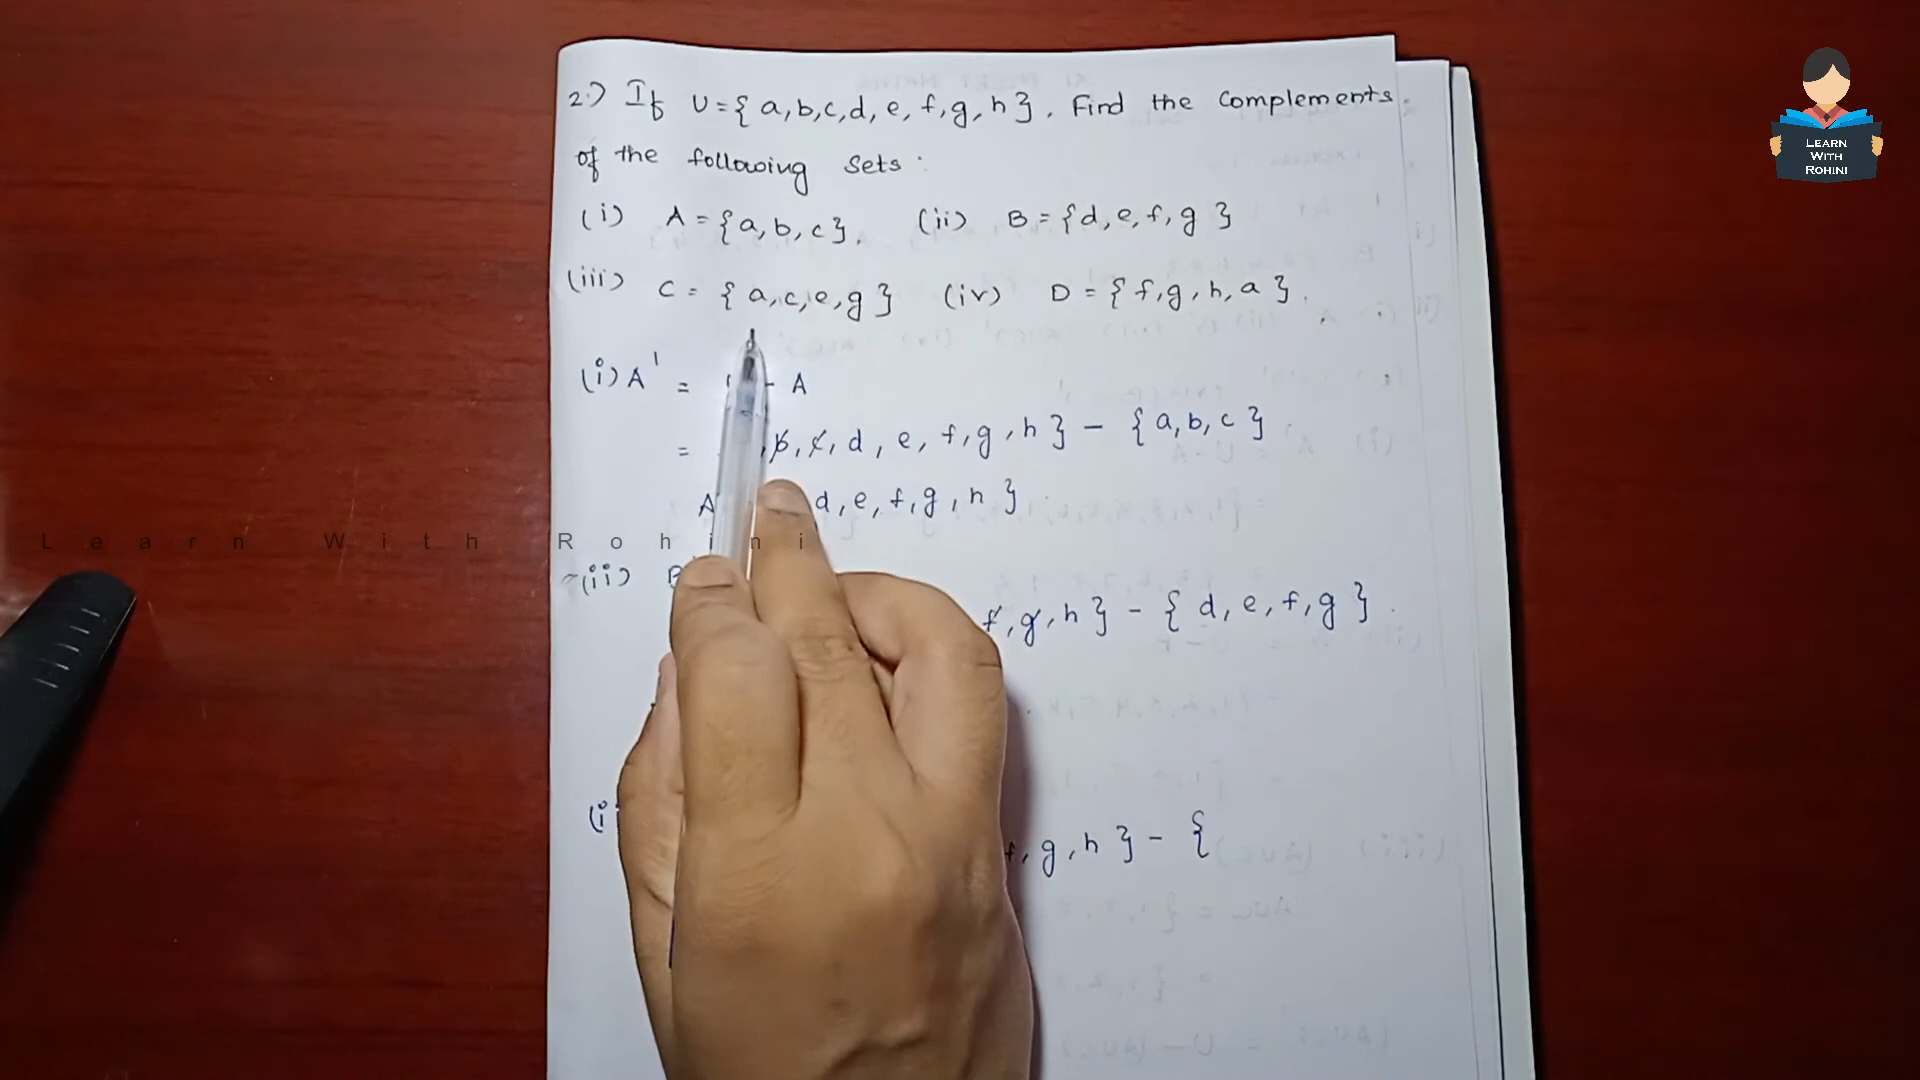 2.) If U={a,b,c,d,e,f,g,h}. Find the complements
of the following sets:
(i) A={a,b,c}, (ii) B={d,e,f,g}
(iii) C={a,c,e,g} (iv) D={f,g,h,a}.
(i) A' = - A
= b, c, d, e, f, g, h} - {a, b, c}
A d, e, f, g, h}
(ii) B
f, g, h} - {d, e, f, g}.
f, g, h} - {
LEARN
WITH
ROHINI
Learn With Rohini